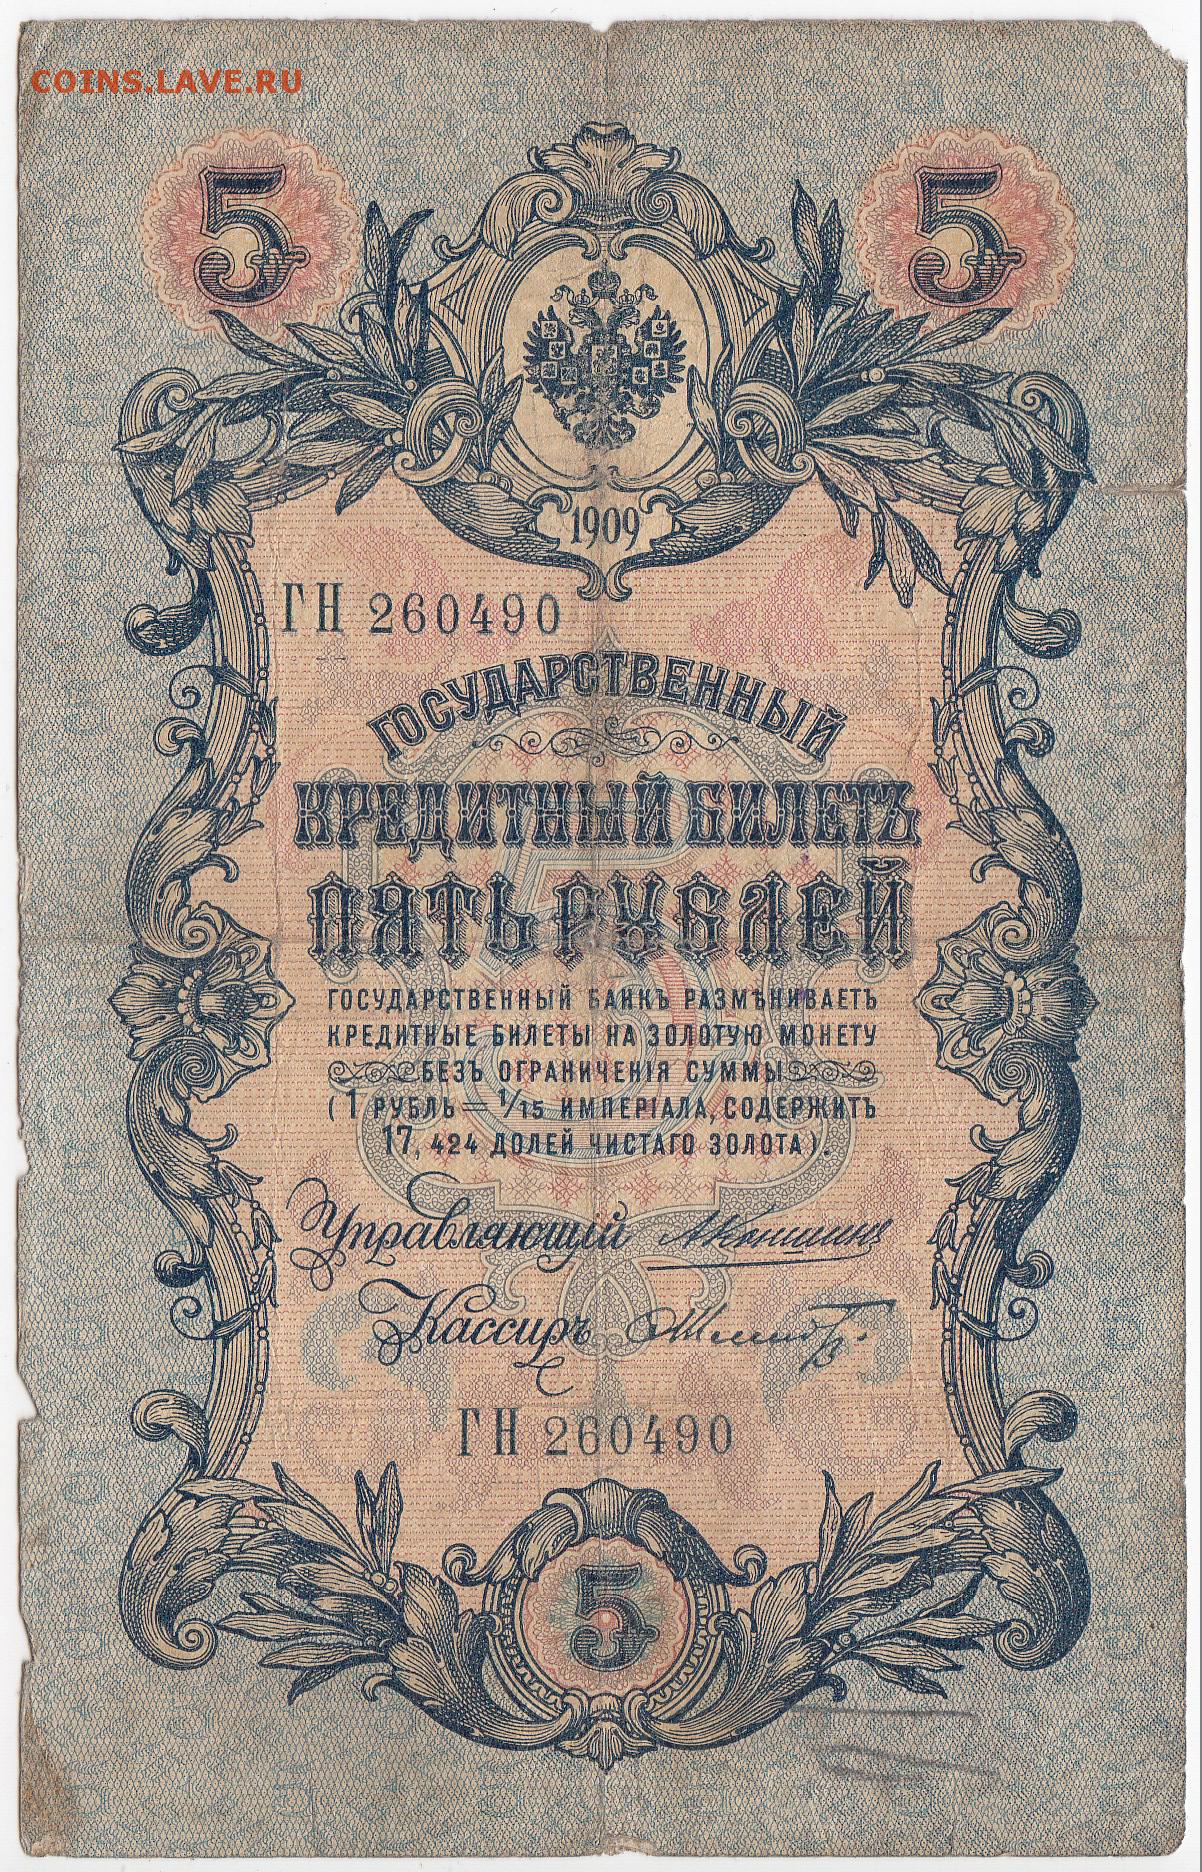 COINS.LAVE.RU
5 5
1909
ГН 260490
ГОСУДАРСТВЕННЫЙ
КРЕДИТНЫЙ БИЛЕТЪ
ПЯТЬ РУБЛЕЙ
ГОСУДАРСТВЕННЫЙ БАНКЪ РАЗМѢНИВАЕТЪ
КРЕДИТНЫЕ БИЛЕТЫ НА ЗОЛОТУЮ МОНЕТУ
БЕЗЪ ОГРАНИЧЕНІЯ СУММЫ
(1 РУБЛЬ = 1/15 ИМПЕРІАЛА, СОДЕРЖИТЪ
17,424 ДОЛЕЙ ЧИСТАГО ЗОЛОТА).
Управляющій АКоншинъ
Кассиръ
ГН 260490
5